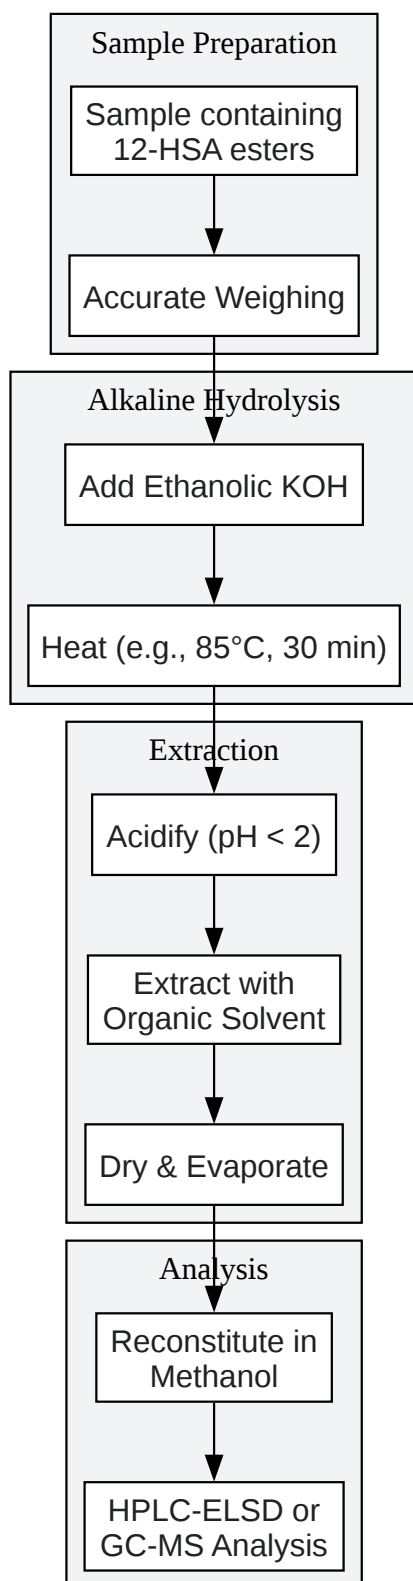 Sample Preparation
Sample containing
12-HSA esters
Accurate Weighing
Alkaline Hydrolysis
Add Ethanolic KOH
Heat (e.g., 85°C, 30 min)
Extraction
Acidify (pH < 2)
Extract with
Organic Solvent
Dry & Evaporate
Analysis
Reconstitute in
Methanol
HPLC-ELSD or
GC-MS Analysis